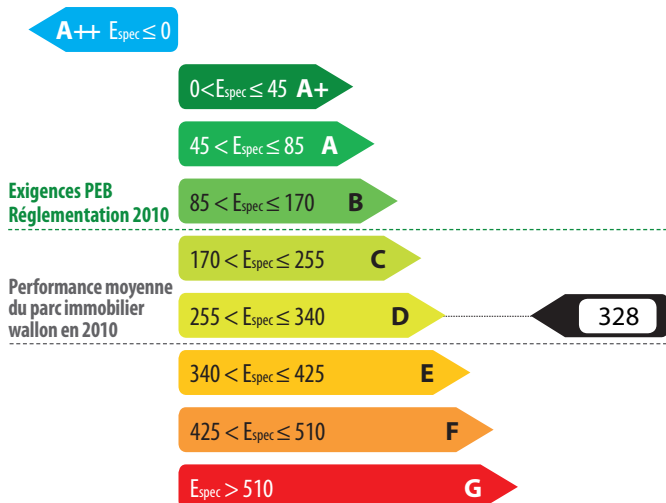 A++ Espec ≤ 0
0 < Espec ≤ 45 A+
45 < Espec ≤ 85 A
Exigences PEB
Réglementation 2010
85 < Espec ≤ 170 B
170 < Espec ≤ 255 C
Performance moyenne
du parc immobilier
wallon en 2010
255 < Espec ≤ 340 D
328
340 < Espec ≤ 425 E
425 < Espec ≤ 510 F
Espec > 510 G